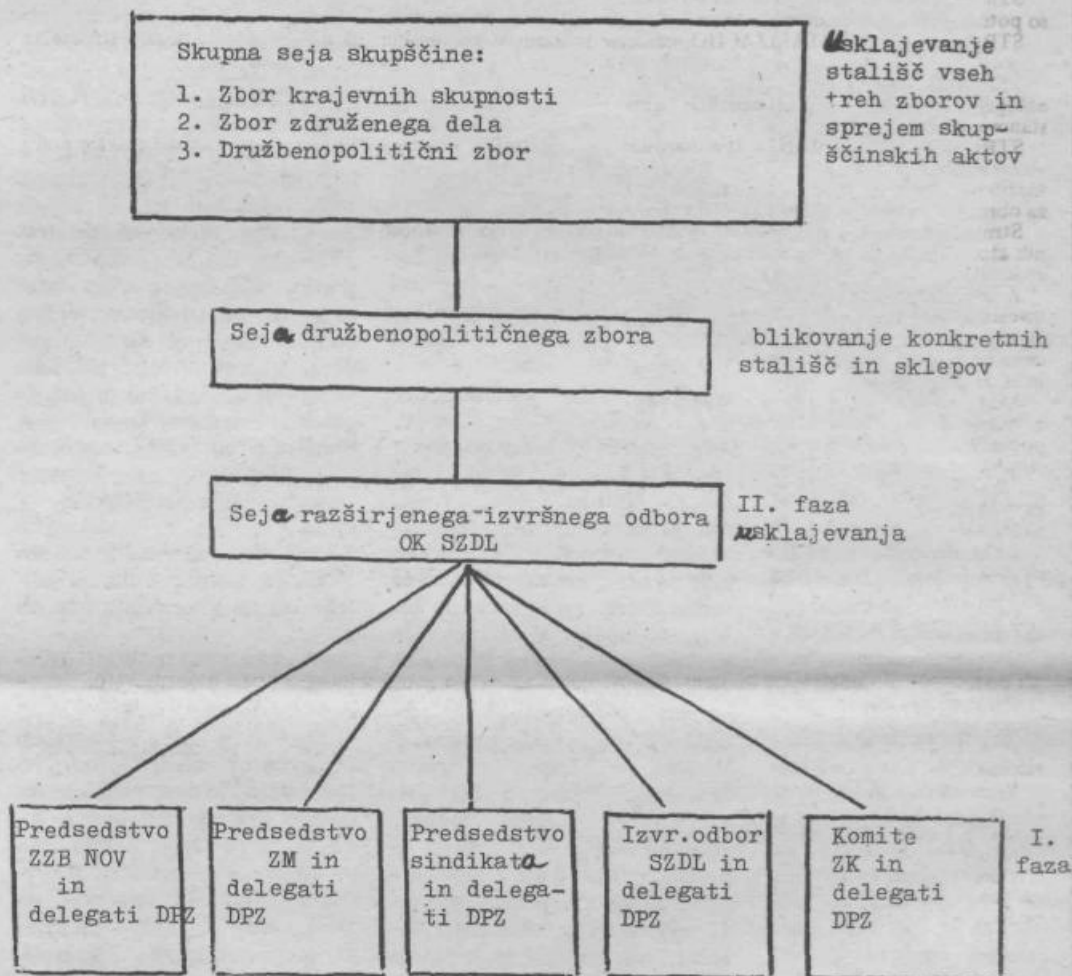 Skupna seja skupščine:
1. Zbor krajevnih skupnosti
2. Zbor združenega dela
3. Družbenopolitični zbor
Usklajevanje
stališč vseh
treh zborov in
sprejem skup-
ščinskih aktov
Seja družbenopolitičnega zbora
blikovanje konkretnih
stališč in sklepov
Seja razširjenega izvršnega odbora
OK SZDL
II. faza
usklajevanja
Predsedstvo
ZZB NOV
in
delegati DPZ
Predsedstvo
ZM in
delegati
DPZ
Predsedstvo
sindikata
in delega-
ti DPZ
Izvr.odbor
SZDL in
delegati
DPZ
Komite
ZK in
delegati
DPZ
I.
faza